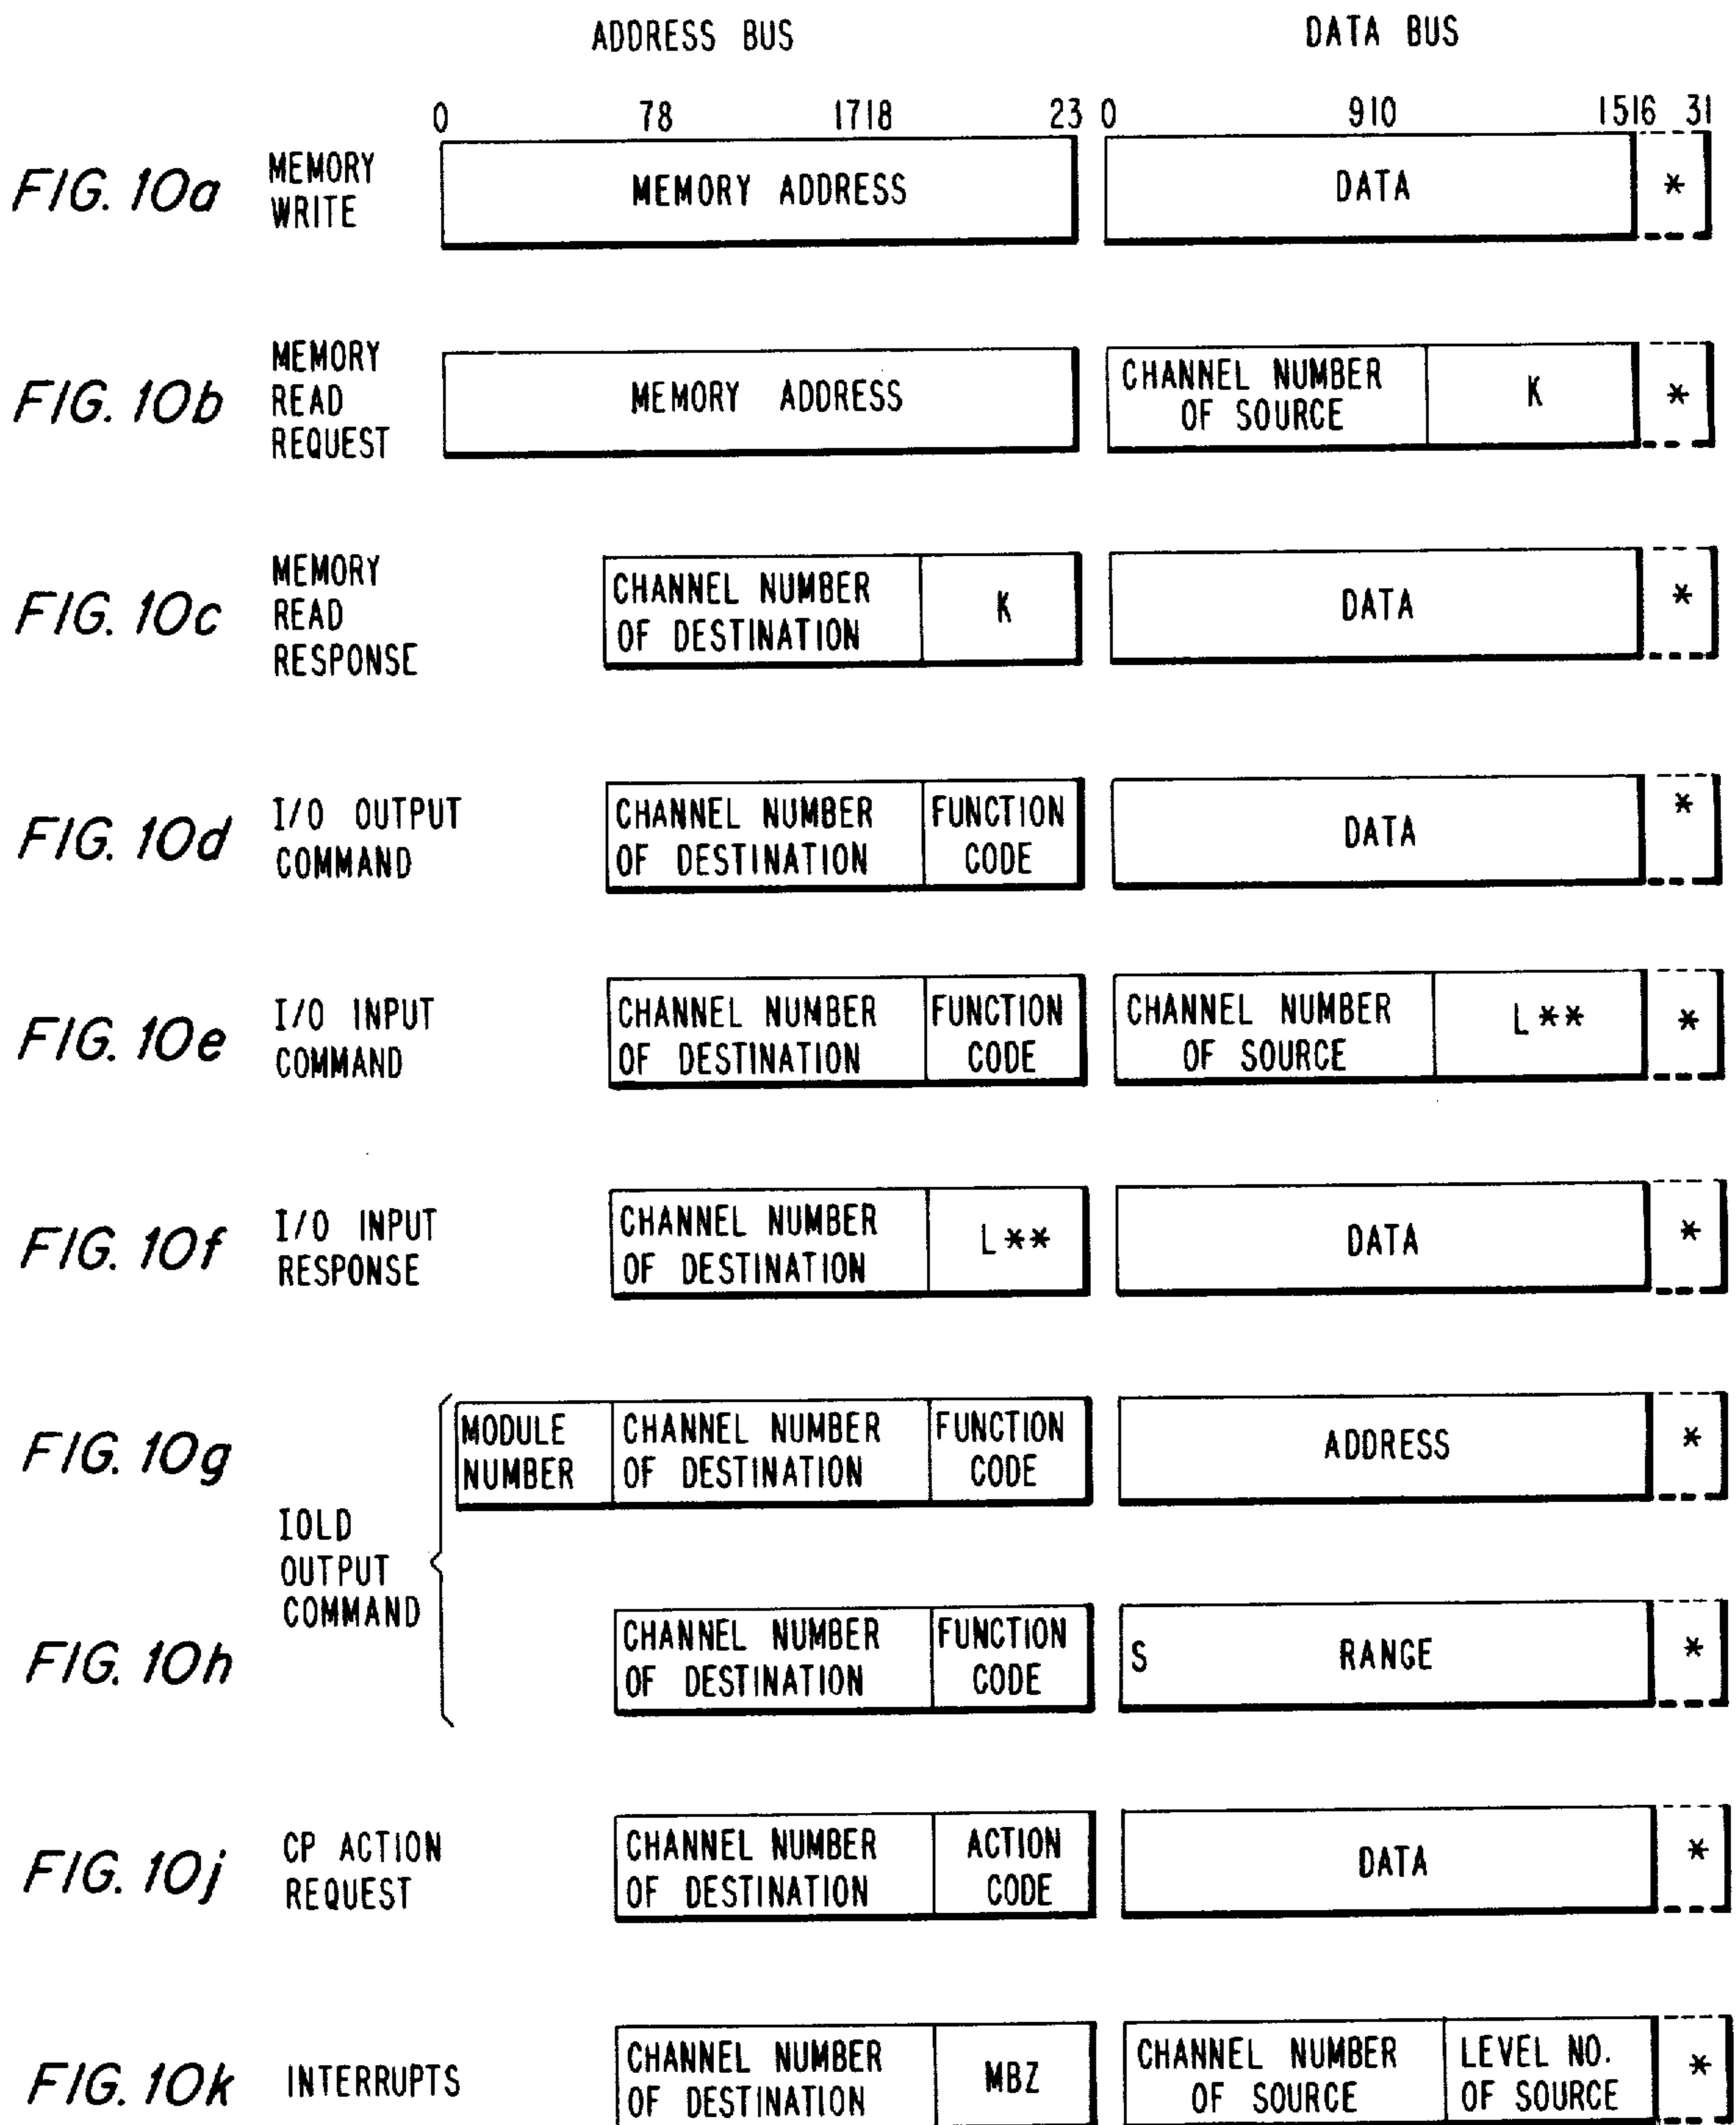 ADDRESS BUS DATA BUS
0 78 1718 23 0 910 1516 31
FIG. 10a MEMORY WRITE MEMORY ADDRESS DATA *
FIG. 10b MEMORY READ REQUEST MEMORY ADDRESS CHANNEL NUMBER OF SOURCE K *
FIG. 10c MEMORY READ RESPONSE CHANNEL NUMBER OF DESTINATION K DATA *
FIG. 10d I/O OUTPUT COMMAND CHANNEL NUMBER OF DESTINATION FUNCTION CODE DATA *
FIG. 10e I/O INPUT COMMAND CHANNEL NUMBER OF DESTINATION FUNCTION CODE CHANNEL NUMBER OF SOURCE L** *
FIG. 10f I/O INPUT RESPONSE CHANNEL NUMBER OF DESTINATION L** DATA *
FIG. 10g MODULE NUMBER CHANNEL NUMBER OF DESTINATION FUNCTION CODE ADDRESS *
IOLD OUTPUT COMMAND
FIG. 10h CHANNEL NUMBER OF DESTINATION FUNCTION CODE S RANGE *
FIG. 10j CP ACTION REQUEST CHANNEL NUMBER OF DESTINATION ACTION CODE DATA *
FIG. 10k INTERRUPTS CHANNEL NUMBER OF DESTINATION MBZ CHANNEL NUMBER OF SOURCE LEVEL NO. OF SOURCE *